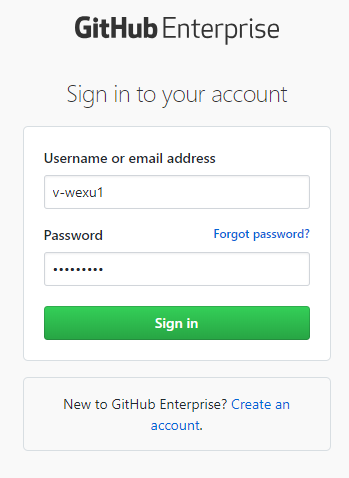 GitHub Enterprise
Sign in to your account
Username or email address
v-wexu1
Password Forgot password?
•••••••••
Sign in
New to GitHub Enterprise? Create an
account.